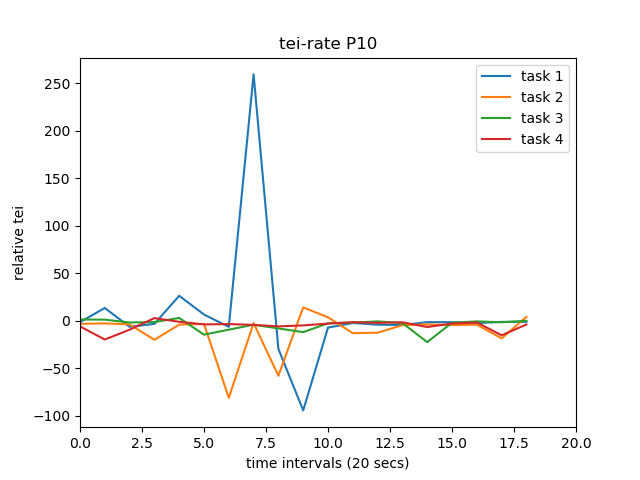 tei-rate P10
task 1
task 2
task 3
task 4
relative tei
250
200
150
100
50
0
−50
−100
0.0 2.5 5.0 7.5 10.0 12.5 15.0 17.5 20.0
time intervals (20 secs)